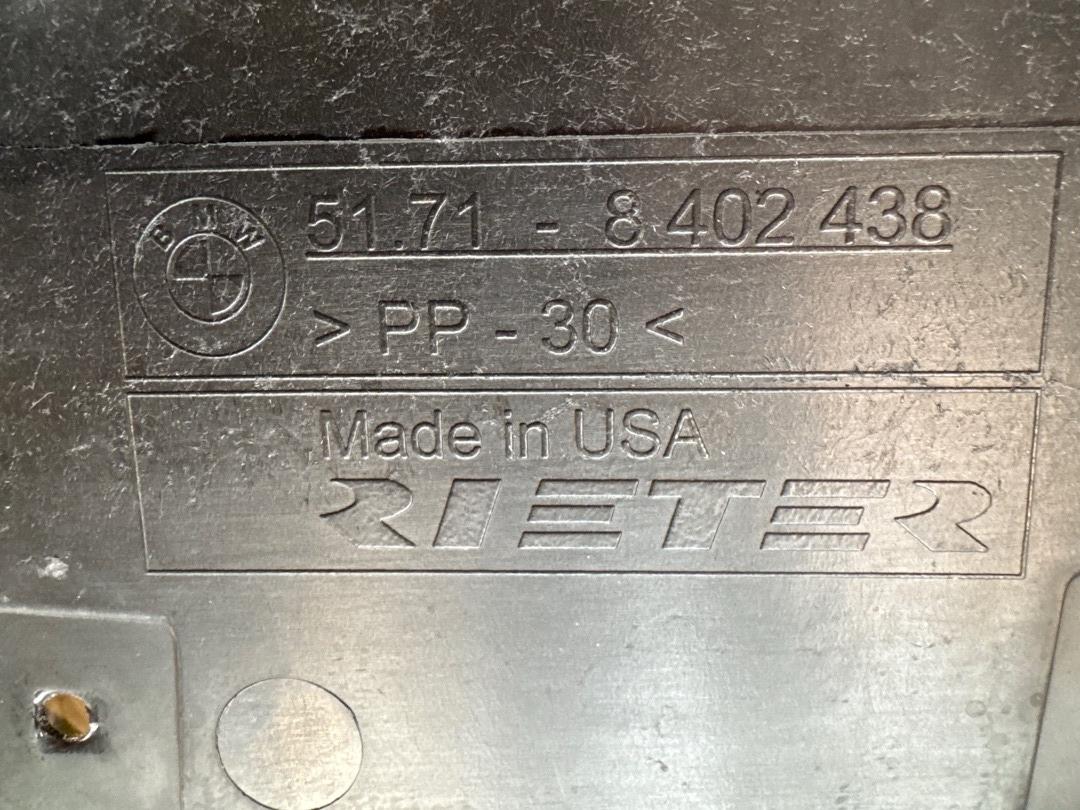 BMW
51.71 - 8 402 438
> PP - 30 <
Made in USA
RIETER